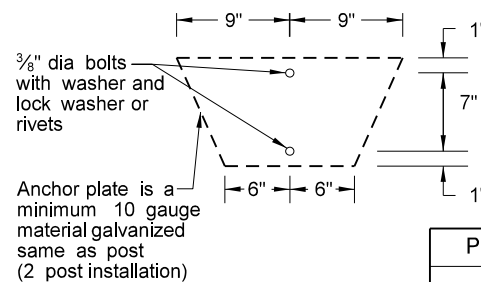 9" 9"
⅜" dia bolts
with washer and
lock washer or
rivets
1"
7"
6" 6"
1"
Anchor plate is a
minimum 10 gauge
material galvanized
same as post
(2 post installation)
P